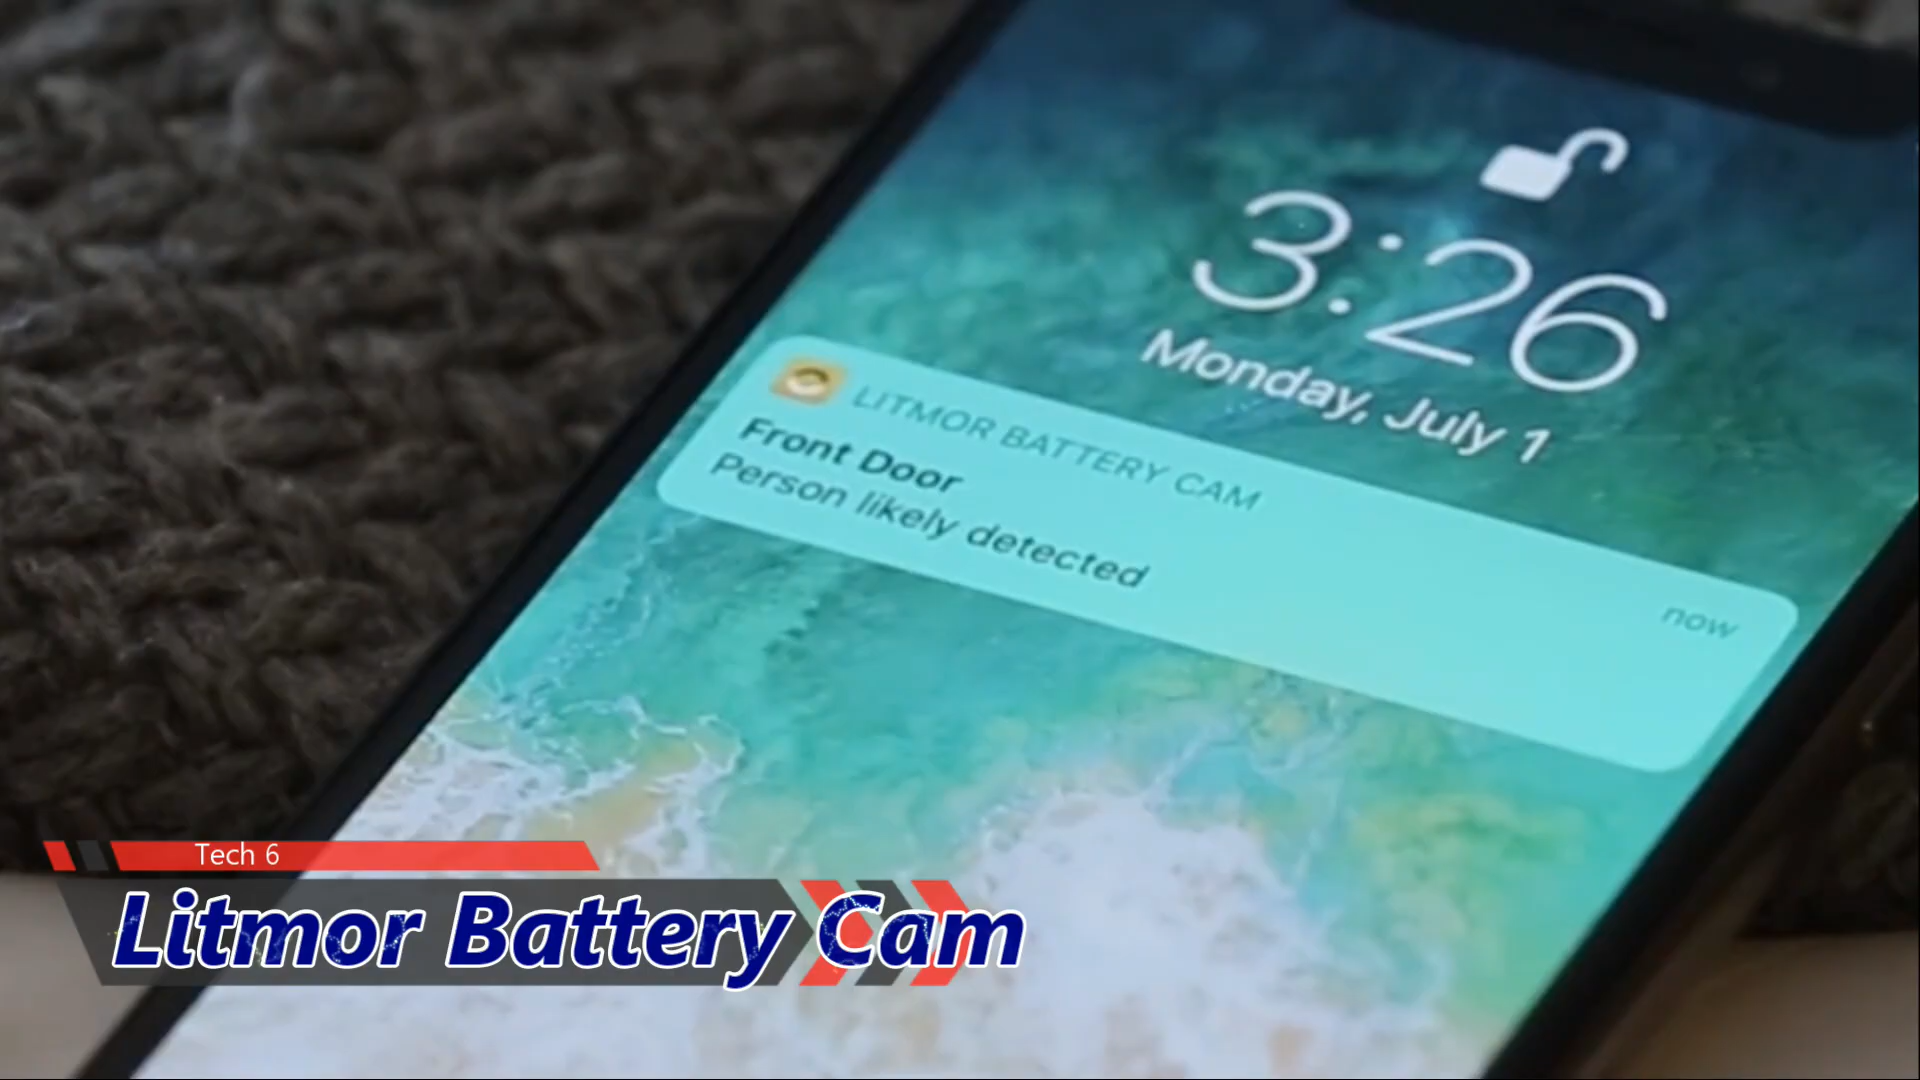 3:26
Monday, July 1
LITMOR BATTERY CAM
now
Front Door
Person likely detected
Tech 6
Litmor Battery Cam